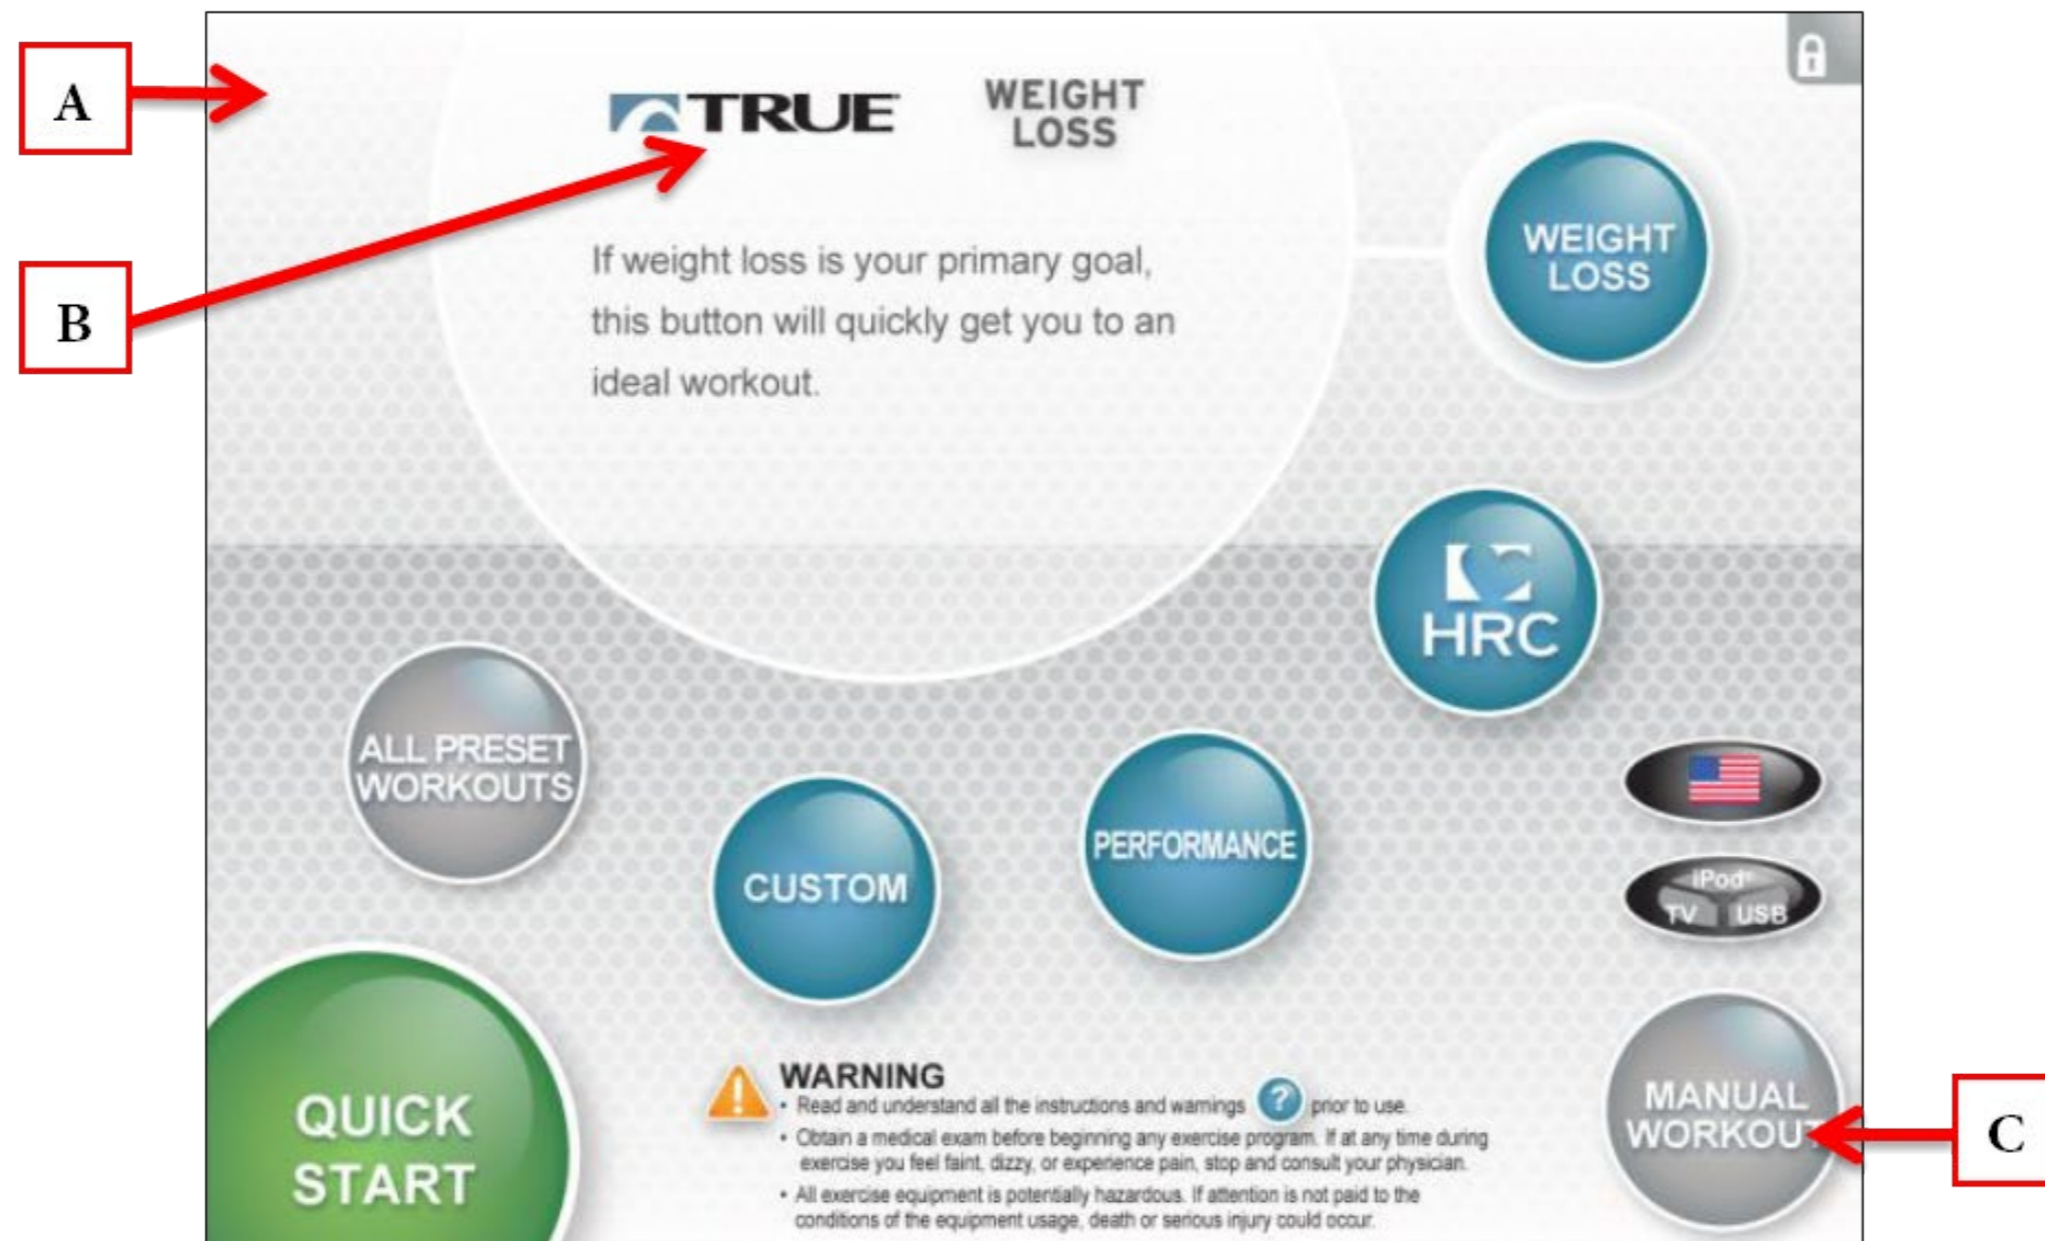 A
TRUE
WEIGHT
LOSS
B
If weight loss is your primary goal,
this button will quickly get you to an
ideal workout.
WEIGHT
LOSS
HRC
ALL PRESET
WORKOUTS
CUSTOM
PERFORMANCE
iPod
TV USB
QUICK
START
WARNING
• Read and understand all the instructions and warnings ? prior to use.
• Obtain a medical exam before beginning any exercise program. If at any time during
exercise you feel faint, dizzy, or experience pain, stop and consult your physician.
• All exercise equipment is potentially hazardous. If attention is not paid to the
conditions of the equipment usage, death or serious injury could occur.
MANUAL
WORKOUT
C